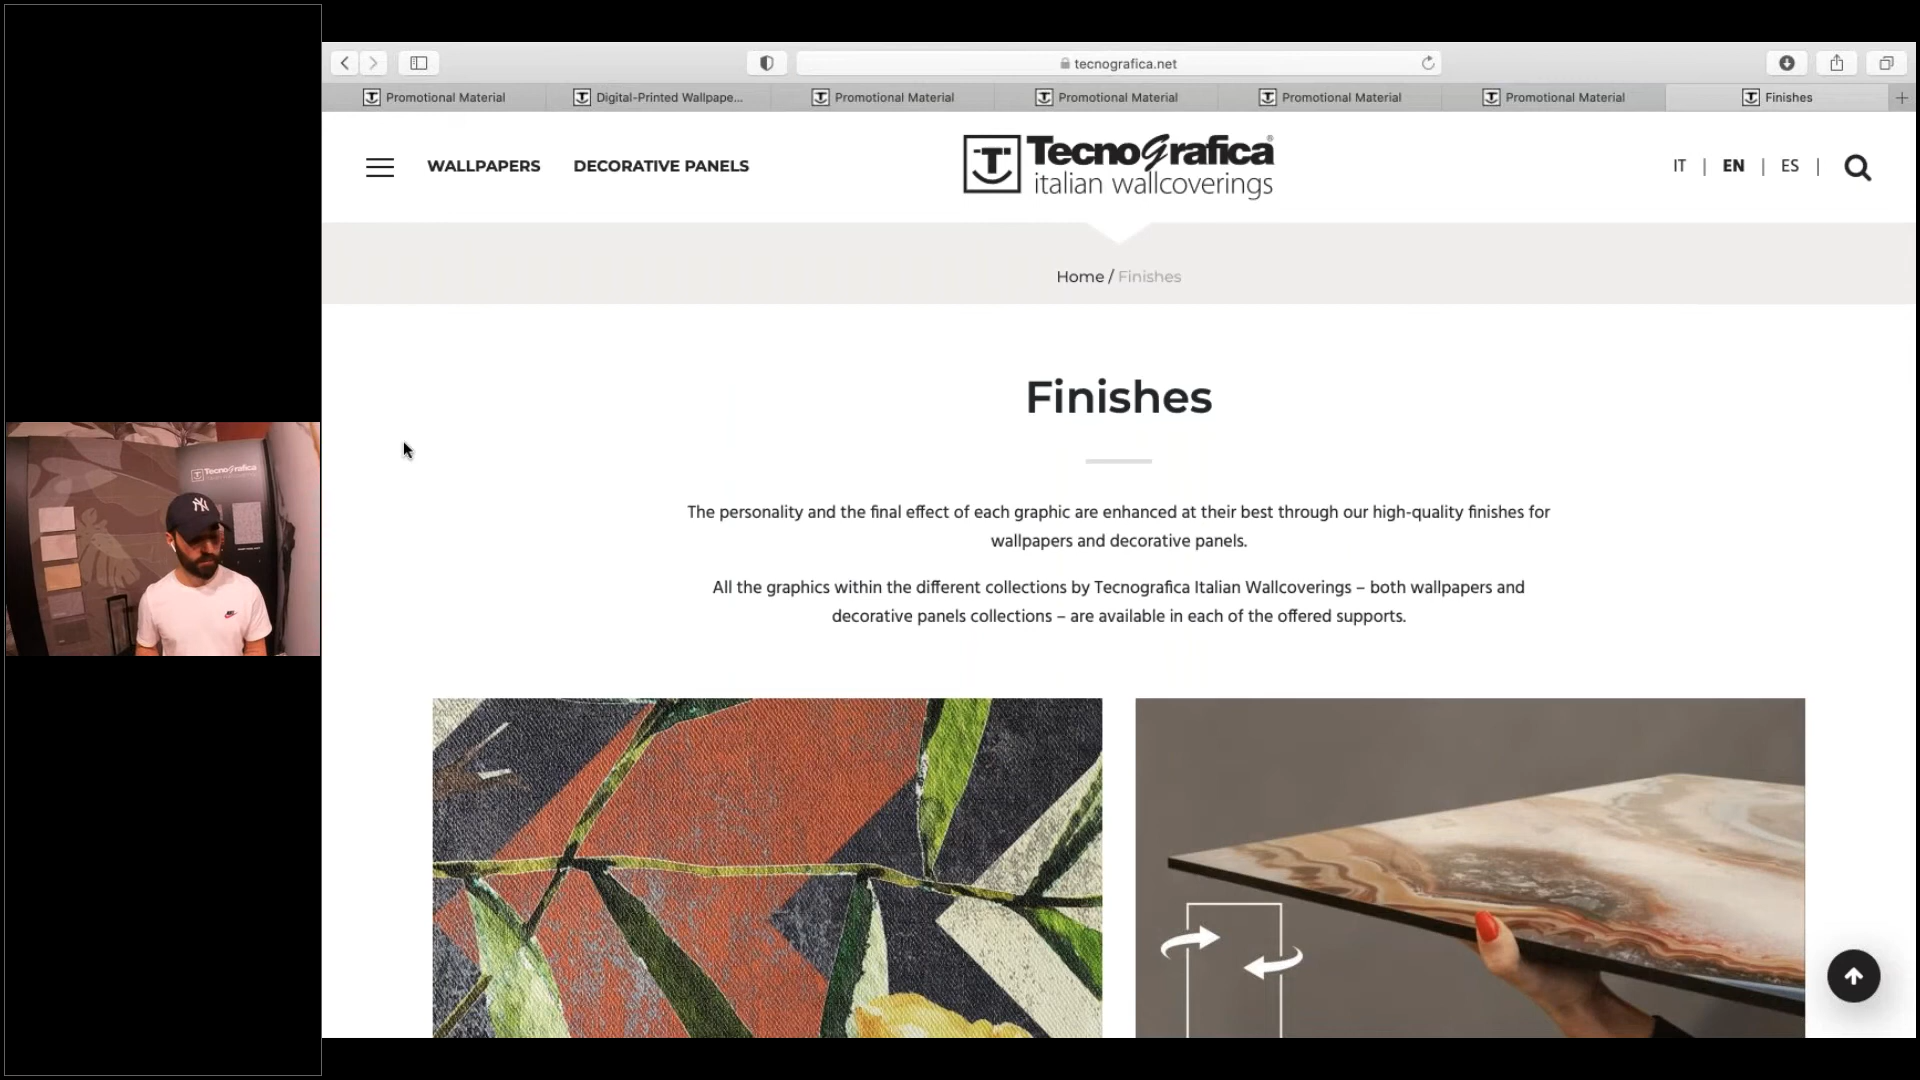 tecnografica.net
Promotional Material
Digital-Printed Wallpape...
Promotional Material
Promotional Material
Promotional Material
Promotional Material
Finishes
WALLPAPERS
DECORATIVE PANELS
TecnoGrafica®
italian wallcoverings
IT | EN | ES |
Home / Finishes
Finishes
The personality and the final effect of each graphic are enhanced at their best through our high-quality finishes for
wallpapers and decorative panels.
All the graphics within the different collections by Tecnografica Italian Wallcoverings – both wallpapers and
decorative panels collections – are available in each of the offered supports.
TecnoGrafica
italian wallcoverings
NY